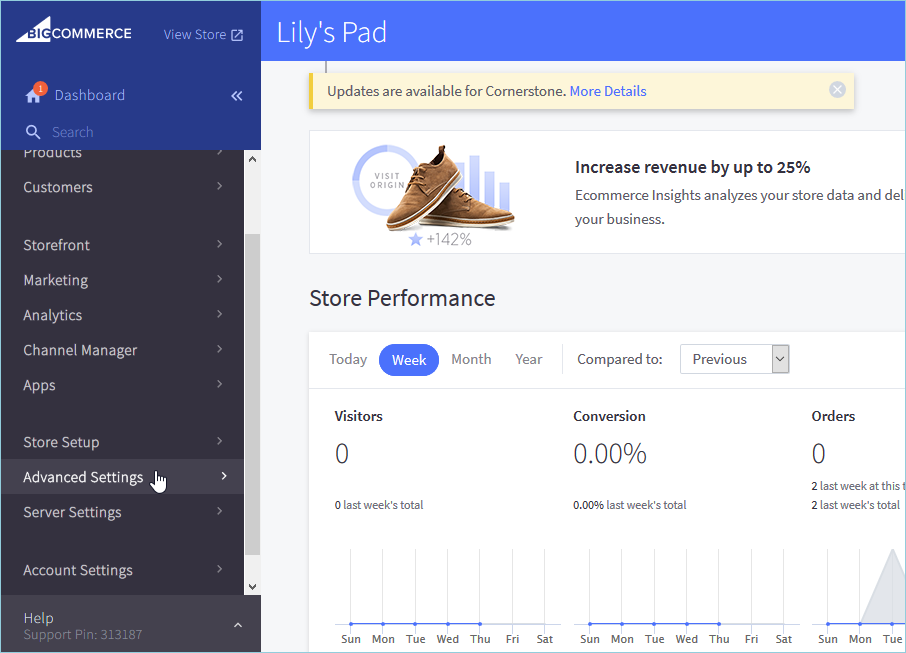 BIGCOMMERCE
View Store
1
Dashboard
Search
Products
Customers
Storefront
Marketing
Analytics
Channel Manager
Apps
Store Setup
Advanced Settings
Server Settings
Account Settings
Help
Support Pin: 313187
Lily's Pad
Updates are available for Cornerstone. More Details
VISIT
ORIGIN
+142%
Increase revenue by up to 25%
Ecommerce Insights analyzes your store data and del
your business.
Store Performance
Today Week Month Year Compared to: Previous
Visitors
0
0 last week's total
Sun Mon Tue Wed Thu Fri Sat
Conversion
0.00%
0.00% last week's total
Sun Mon Tue Wed Thu Fri Sat
Orders
0
2 last week at this t
2 last week's total
Sun Mon Tue